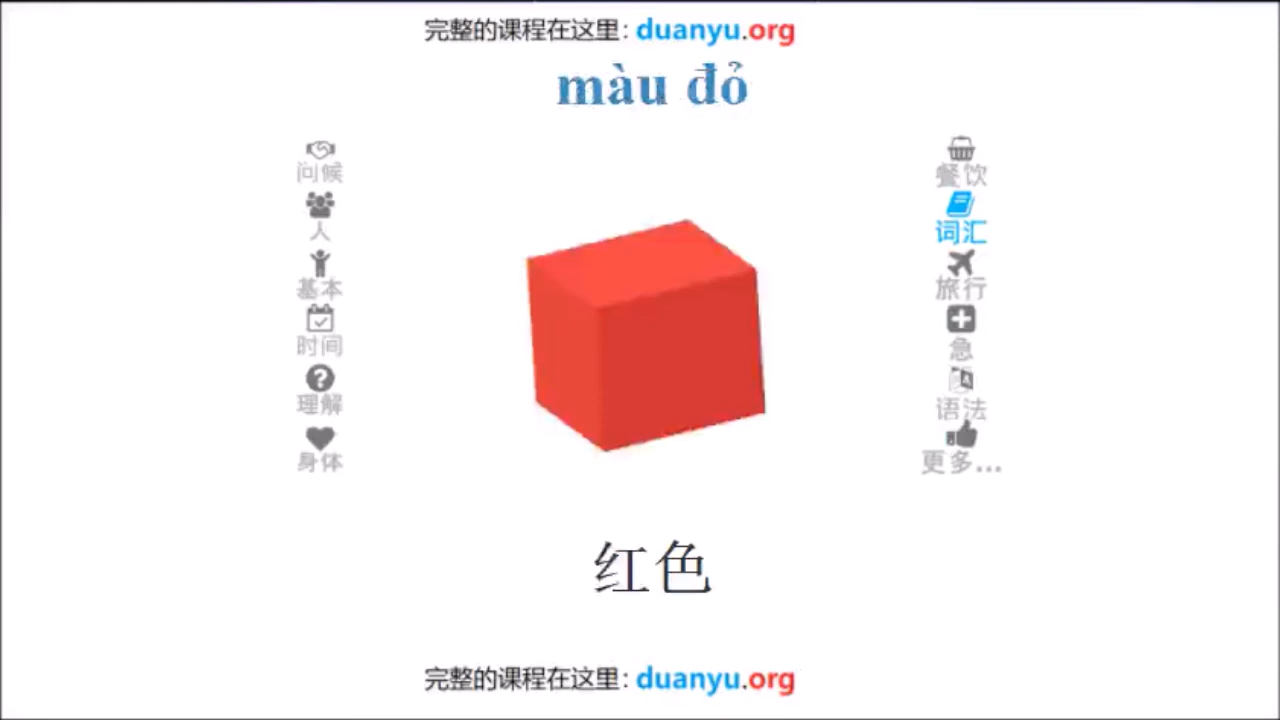 完整的课程在这里: duanyu.org
màu đỏ
问候
人
基本
时间
理解
身体
餐饮
词汇
旅行
急
语法
更多...
红色
完整的课程在这里: duanyu.org